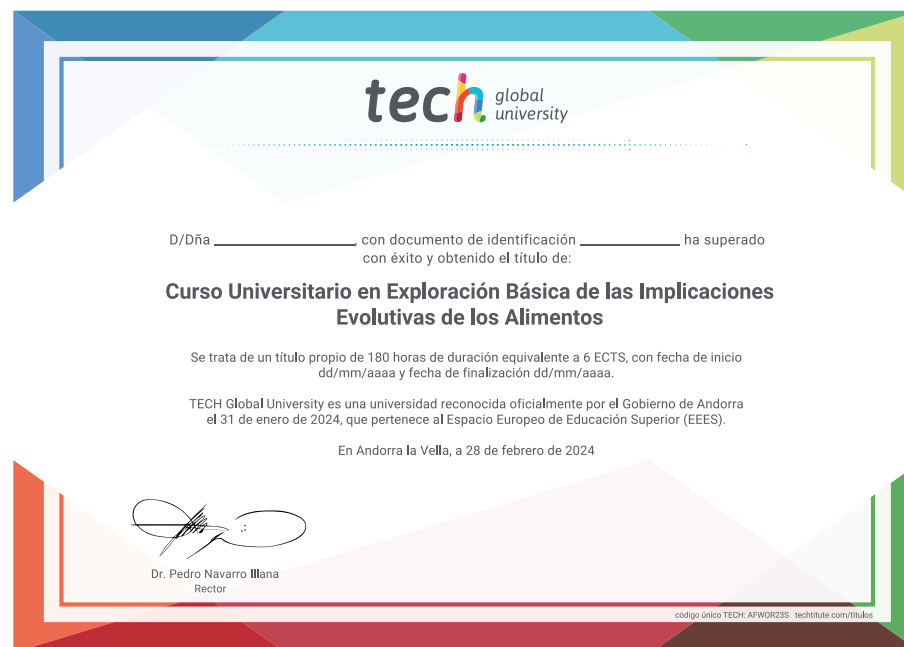 tech global university
D/Dña ____________________, con documento de identificación ______________ ha superado
con éxito y obtenido el título de:
Curso Universitario en Exploración Básica de las Implicaciones
Evolutivas de los Alimentos
Se trata de un título propio de 180 horas de duración equivalente a 6 ECTS, con fecha de inicio
dd/mm/aaaa y fecha de finalización dd/mm/aaaa.
TECH Global University es una universidad reconocida oficialmente por el Gobierno de Andorra
el 31 de enero de 2024, que pertenece al Espacio Europeo de Educación Superior (EEES).
En Andorra la Vella, a 28 de febrero de 2024
Dr. Pedro Navarro Illana
Rector
código único TECH: AFWOR23S techtitute.com/titulos